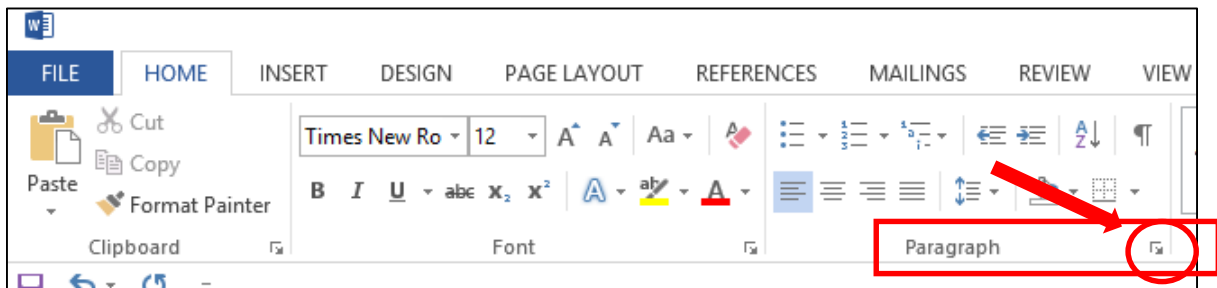 FILE HOME INSERT DESIGN PAGE LAYOUT REFERENCES MAILINGS REVIEW VIEW
Cut
Times New Ro 12 A A Aa
Copy
Paste
B I U abc X₂ X² A aby A
Format Painter
Clipboard Font Paragraph